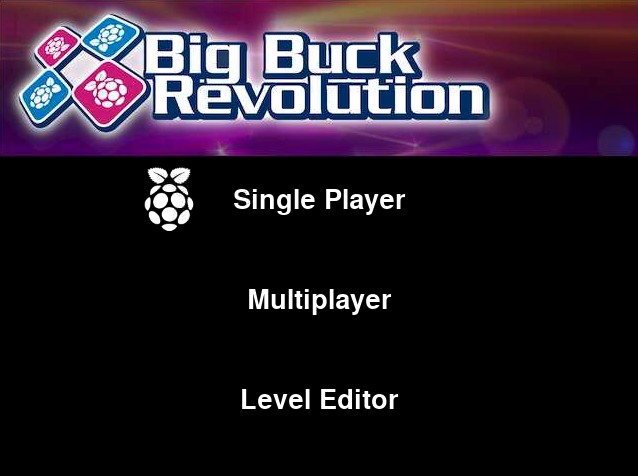 Big Buck
Revolution
Single Player
Multiplayer
Level Editor